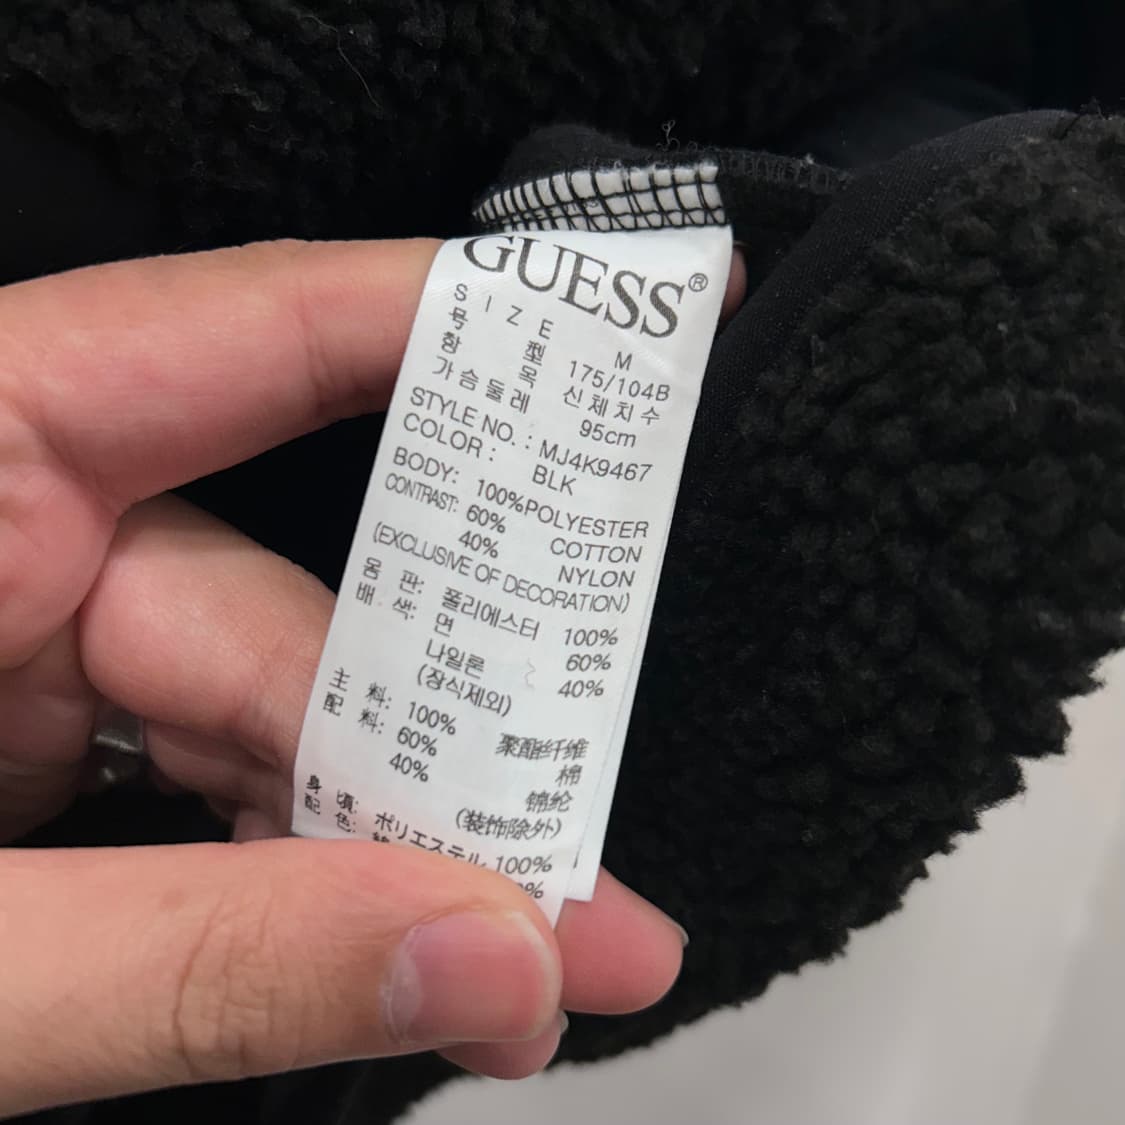 GUESS®
SIZE M
号 型 175/104B
항 목 신체치수
가슴둘레 95cm
STYLE NO. : MJ4K9467
COLOR : BLK
BODY: 100%POLYESTER
CONTRAST: 60% COTTON
40% NYLON
(EXCLUSIVE OF DECORATION)
몸 판: 폴리에스터 100%
배 색: 면 60%
나일론 40%
(장식제외)
主 料: 100% 聚酯纤维
配 料: 60% 棉
40% 锦纶
(装饰除外)
身 頃: ポリエステル 100%
配 色: %